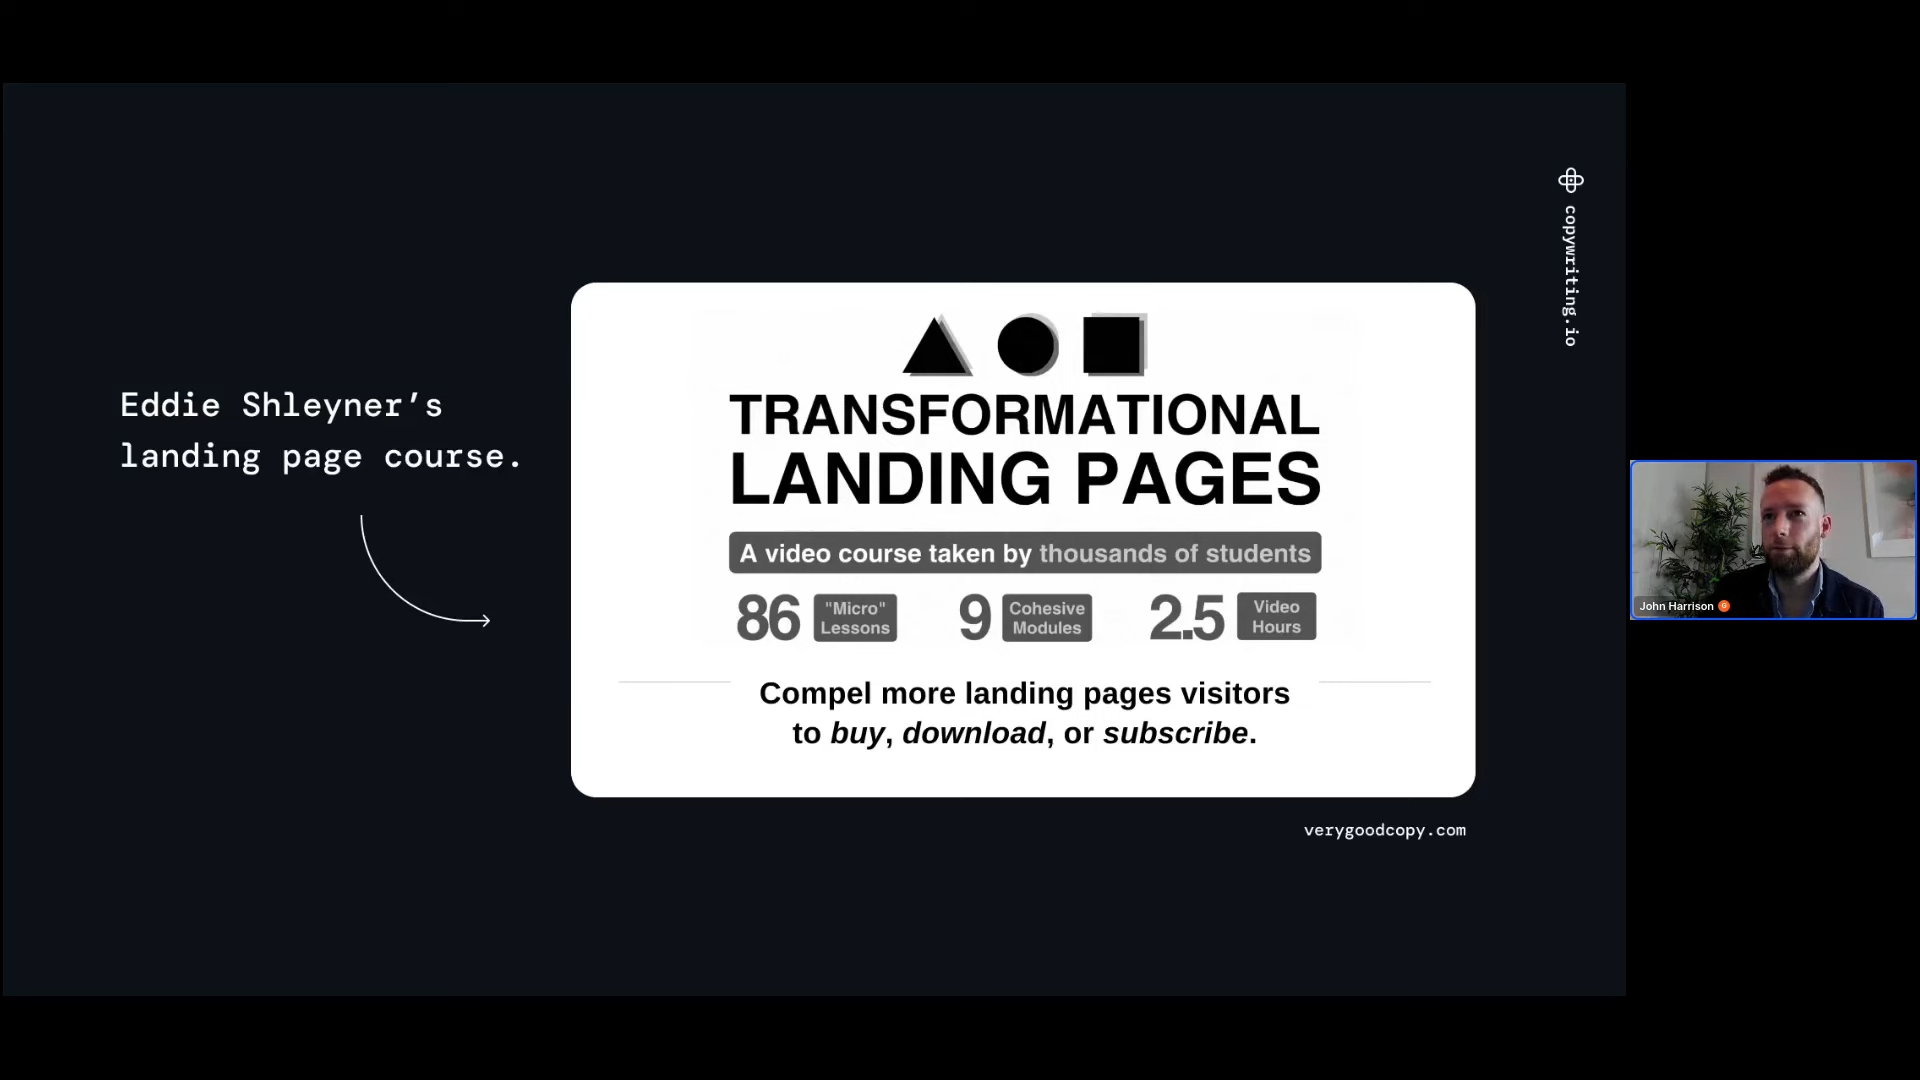 copywriting.io
Eddie Shleyner’s
landing page course.
TRANSFORMATIONAL
LANDING PAGES
A video course taken by thousands of students
86 "Micro" Lessons
9 Cohesive Modules
2.5 Video Hours
Compel more landing pages visitors
to buy, download, or subscribe.
verygoodcopy.com
John Harrison